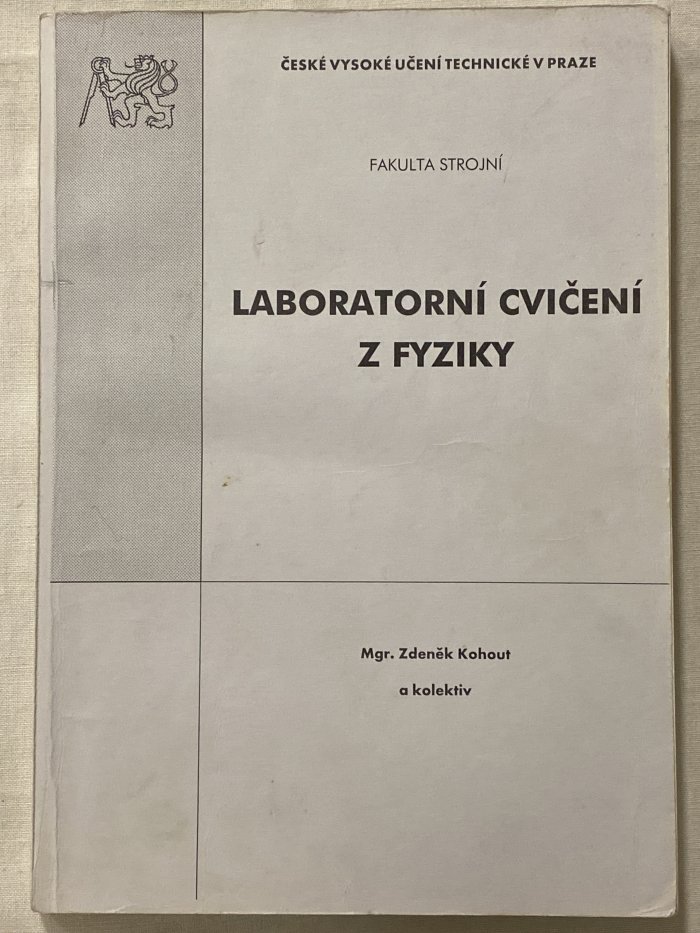 ČESKÉ VYSOKÉ UČENÍ TECHNICKÉ V PRAZE
FAKULTA STROJNÍ
LABORATORNÍ CVIČENÍ
Z FYZIKY
Mgr. Zdeněk Kohout
a kolektiv